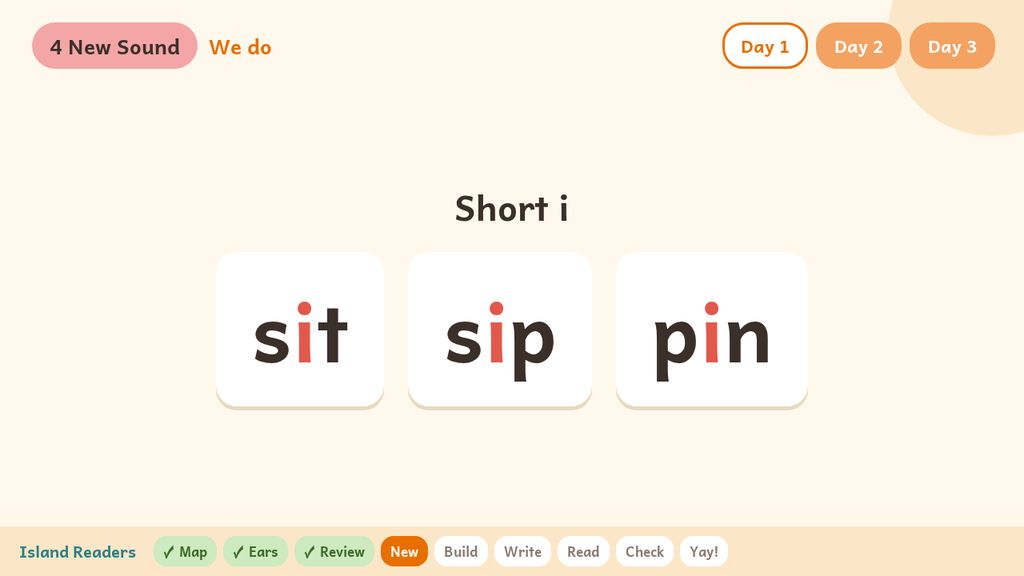 4 New Sound We do Day 1 Day 2 Day 3
Short i
sit sip pin
Island Readers ✓ Map ✓ Ears ✓ Review New Build Write Read Check Yay!